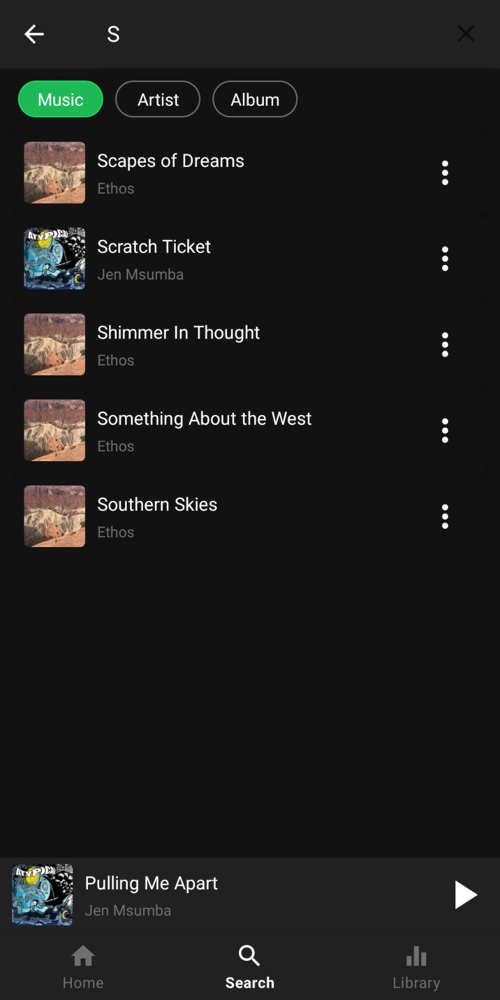 S
Music
Artist
Album
Scapes of Dreams
Ethos
Scratch Ticket
Jen Msumba
Shimmer In Thought
Ethos
Something About the West
Ethos
Southern Skies
Ethos
Pulling Me Apart
Jen Msumba
Home
Search
Library